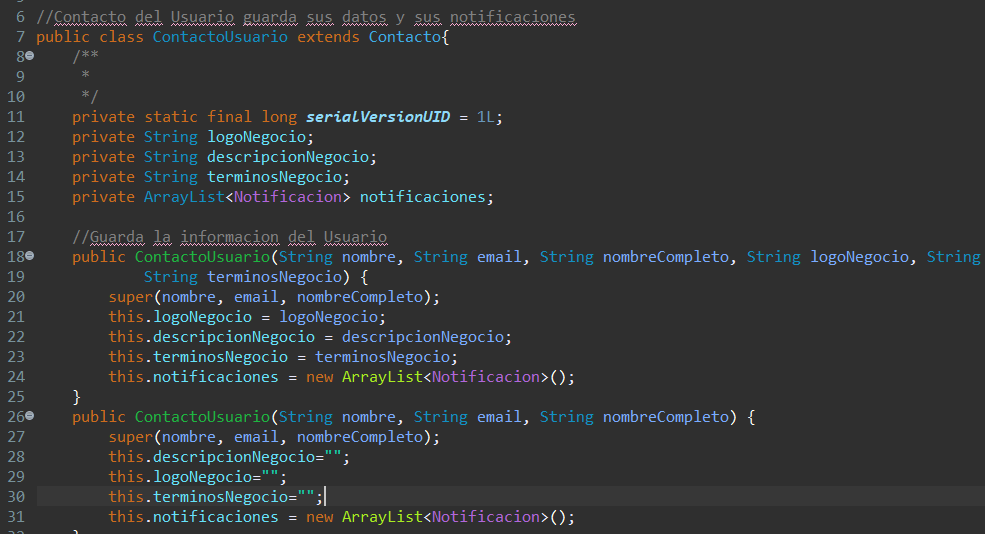 6 //Contacto del Usuario guarda sus datos y sus notificaciones
7 public class ContactoUsuario extends Contacto{
8 /**
9 *
10 */
11 private static final long serialVersionUID = 1L;
12 private String logoNegocio;
13 private String descripcionNegocio;
14 private String terminosNegocio;
15 private ArrayList<Notificacion> notificaciones;
16
17 //Guarda la informacion del Usuario
18 public ContactoUsuario(String nombre, String email, String nombreCompleto, String logoNegocio, String
19 String terminosNegocio) {
20 super(nombre, email, nombreCompleto);
21 this.logoNegocio = logoNegocio;
22 this.descripcionNegocio = descripcionNegocio;
23 this.terminosNegocio = terminosNegocio;
24 this.notificaciones = new ArrayList<Notificacion>();
25 }
26 public ContactoUsuario(String nombre, String email, String nombreCompleto) {
27 super(nombre, email, nombreCompleto);
28 this.descripcionNegocio="";
29 this.logoNegocio="";
30 this.terminosNegocio="";
31 this.notificaciones = new ArrayList<Notificacion>();